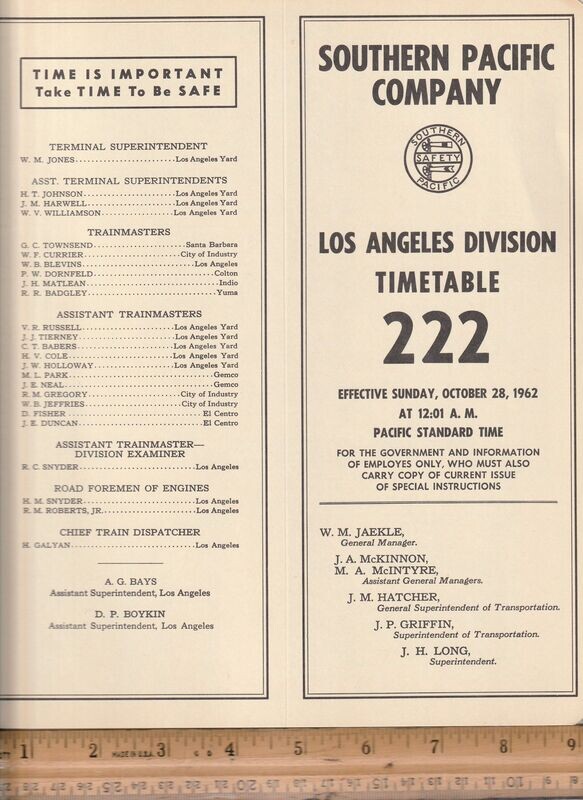 TIME IS IMPORTANT
Take TIME To Be SAFE
TERMINAL SUPERINTENDENT
W. M. JONES Los Angeles Yard
ASST. TERMINAL SUPERINTENDENTS
H. T. JOHNSON Los Angeles Yard
J. M. HARWELL Los Angeles Yard
W. V. WILLIAMSON Los Angeles Yard
TRAINMASTERS
G. C. TOWNSEND Santa Barbara
W. F. CURRIER City of Industry
W. B. BLEVINS Los Angeles
P. W. DORNFELD Colton
J. H. MATLEAN Indio
R. R. BADGLEY Yuma
ASSISTANT TRAINMASTERS
V. R. RUSSELL Los Angeles Yard
J. J. TIERNEY Los Angeles Yard
C. T. BABERS Los Angeles Yard
H. V. COLE Los Angeles Yard
J. W. HOLLOWAY Los Angeles Yard
M. L. PARK Gemco
J. E. NEAL Gemco
R. M. GREGORY City of Industry
W. B. JEFFRIES City of Industry
D. FISHER El Centro
J. E. DUNCAN El Centro
ASSISTANT TRAINMASTER—
DIVISION EXAMINER
R. C. SNYDER Los Angeles
ROAD FOREMEN OF ENGINES
H. M. SNYDER Los Angeles
R. M. ROBERTS, JR. Los Angeles
CHIEF TRAIN DISPATCHER
H. GALYAN Los Angeles
A. G. BAYS
Assistant Superintendent, Los Angeles
D. P. BOYKIN
Assistant Superintendent, Los Angeles
SOUTHERN PACIFIC
COMPANY
SOUTHERN
SAFETY
PACIFIC
LOS ANGELES DIVISION
TIMETABLE
222
EFFECTIVE SUNDAY, OCTOBER 28, 1962
AT 12:01 A. M.
PACIFIC STANDARD TIME
FOR THE GOVERNMENT AND INFORMATION
OF EMPLOYES ONLY, WHO MUST ALSO
CARRY COPY OF CURRENT ISSUE
OF SPECIAL INSTRUCTIONS
W. M. JAEKLE,
General Manager.
J. A. McKINNON,
M. A. McINTYRE,
Assistant General Managers.
J. M. HATCHER,
General Superintendent of Transportation.
J. P. GRIFFIN,
Superintendent of Transportation.
J. H. LONG,
Superintendent.
1 2 MADE IN U.S.A. 3 4 5 6 7 8 9